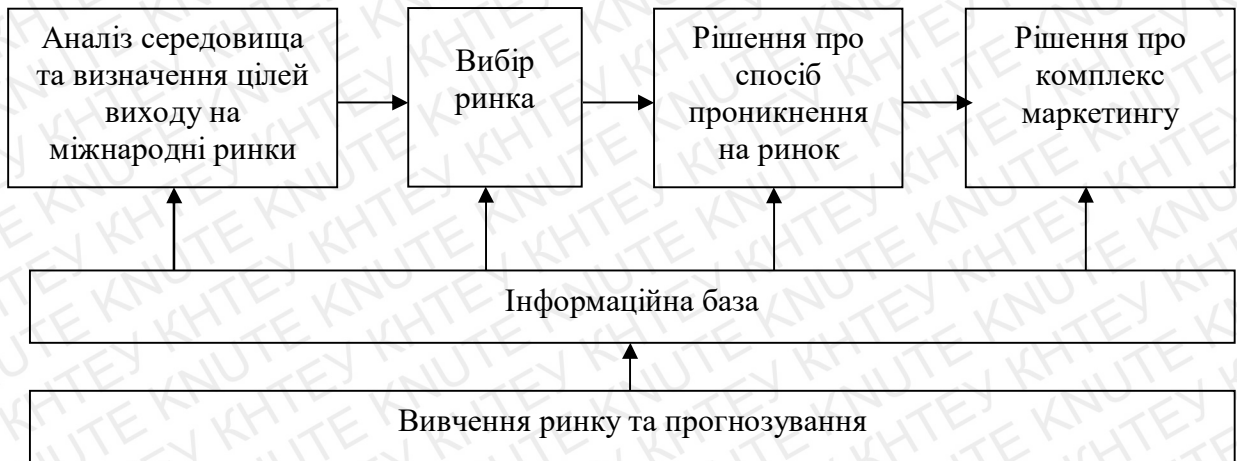 Аналіз середовища
та визначення цілей
виходу на
міжнародні ринки
Вибір
ринка
Рішення про
спосіб
проникнення
на ринок
Рішення про
комплекс
маркетингу
Інформаційна база
Вивчення ринку та прогнозування